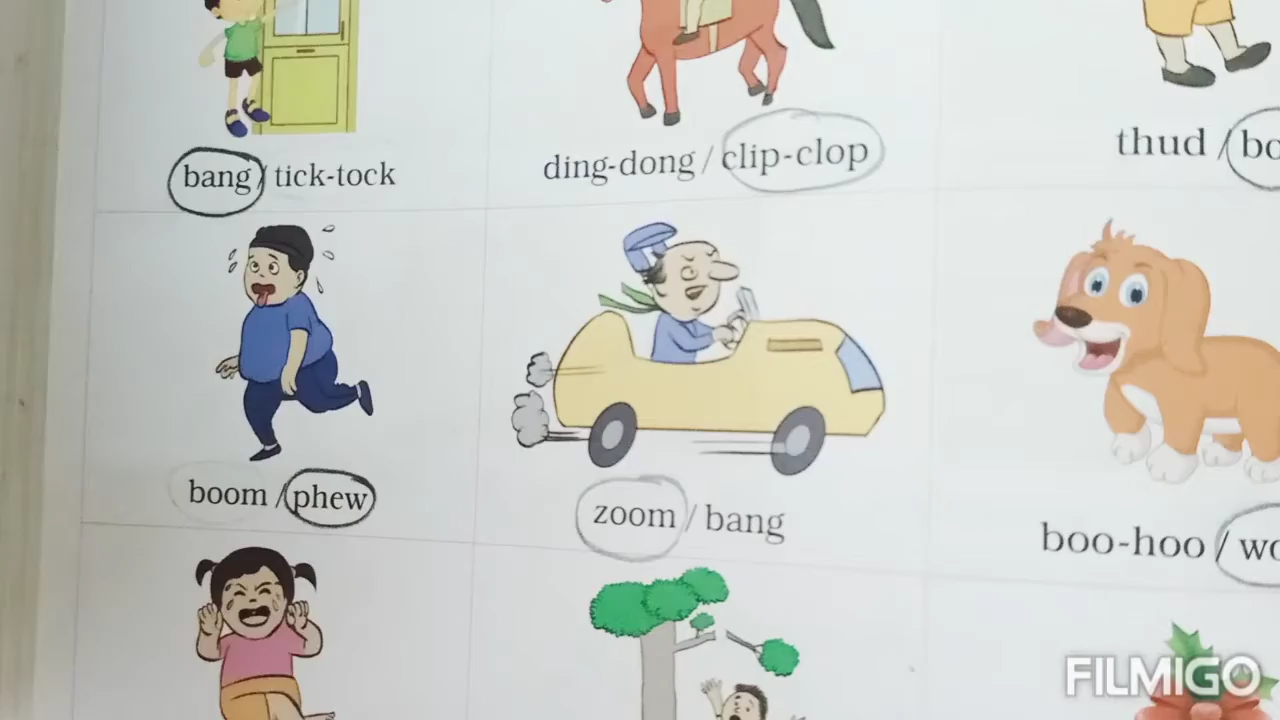 bang / tick-tock
ding-dong / clip-clop
thud /
boom / phew
zoom / bang
boo-hoo /
FILMIGO